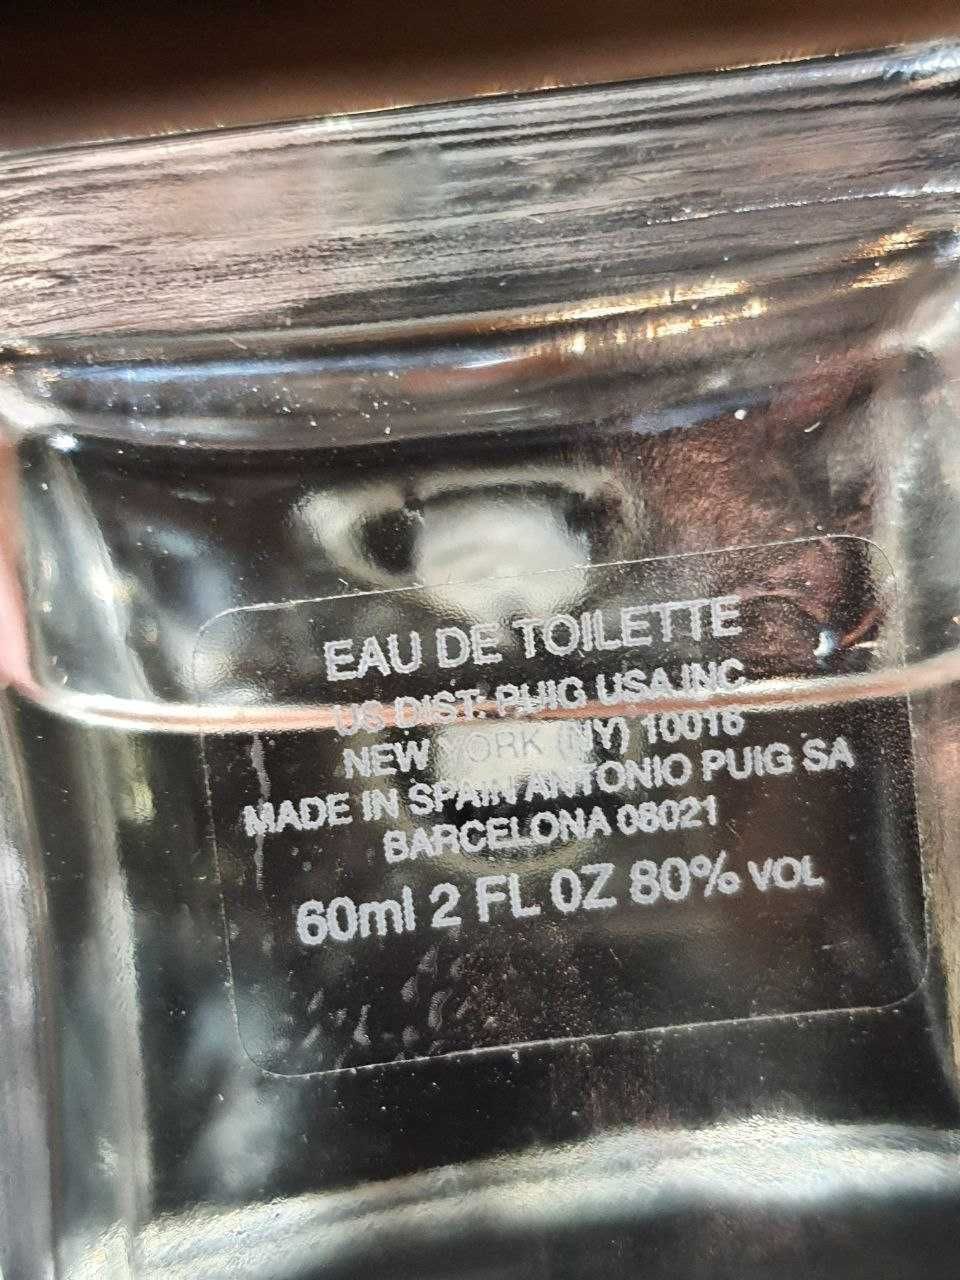 EAU DE TOILETTE
US DIST. PUIG USA,INC
NEW YORK (NY) 10016
MADE IN SPAIN ANTONIO PUIG SA
BARCELONA 08021
60ml 2 FL OZ 80% VOL